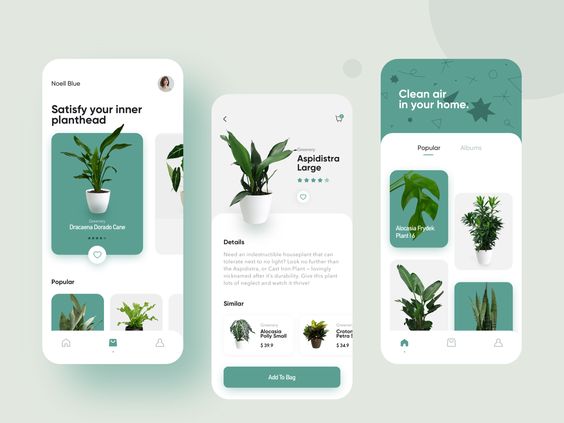 Noell Blue
Satisfy your inner
planthead
Greenery
Dracaena Dorado Cane
Popular
Greenery
Aspidistra
Large
Details
Need an indestructible houseplant that can
tolerate next to no light? Look no further than
the Aspidistra, or Cast Iron Plant – lovingly
nicknamed after it's durability. Give this plant
lots of neglect and watch it thrive!
Similar
Greenery
Alocasia
Polly Small
$ 39.9
Greenery
Croton
Petra S
$ 34.9
Add To Bag
Clean air
in your home.
Popular
Albums
Alocasia Frydek
Plant I6